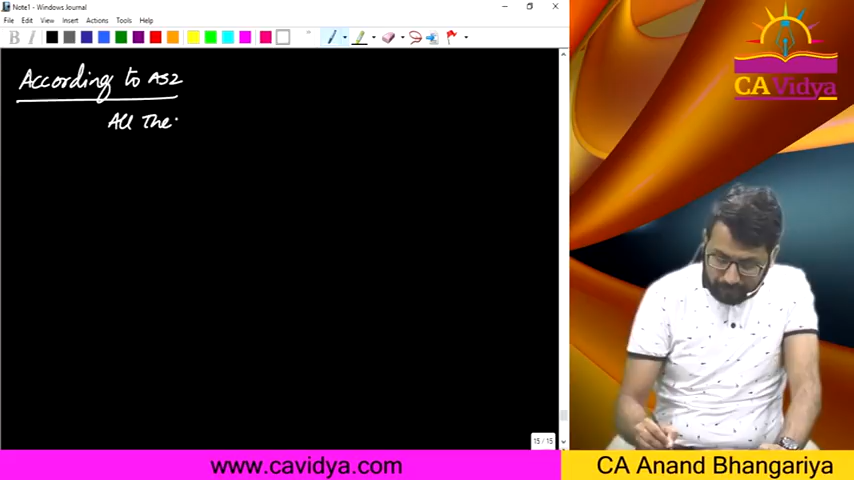 Note1 - Windows Journal
File Edit View Insert Actions Tools Help
According to AS2
All The
15 / 15
CA Vidya
www.cavidya.com
CA Anand Bhangariya